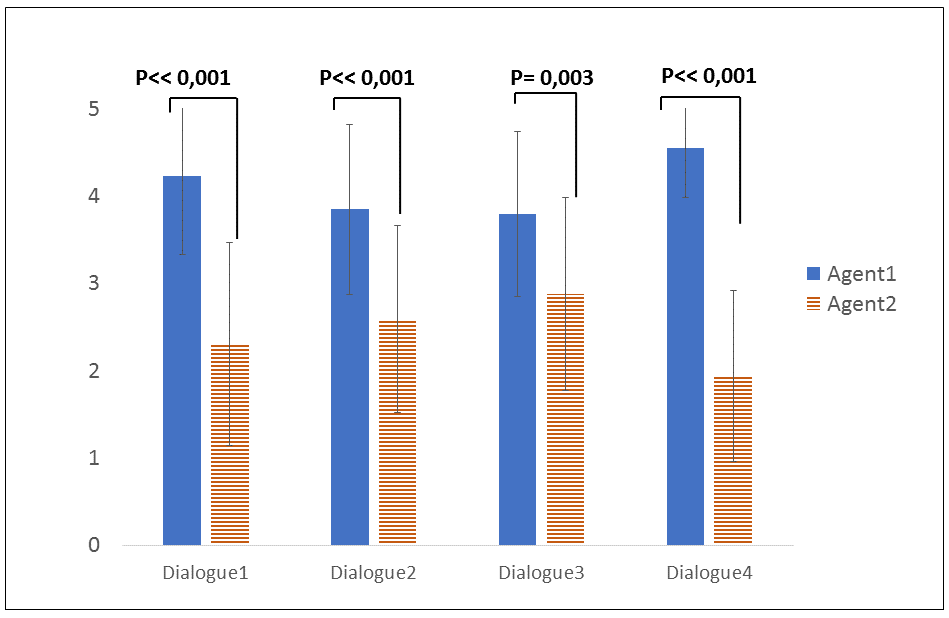 P<< 0,001 P<< 0,001 P= 0,003 P<< 0,001
5
4
3
2
1
0
Dialogue1 Dialogue2 Dialogue3 Dialogue4
Agent1
Agent2